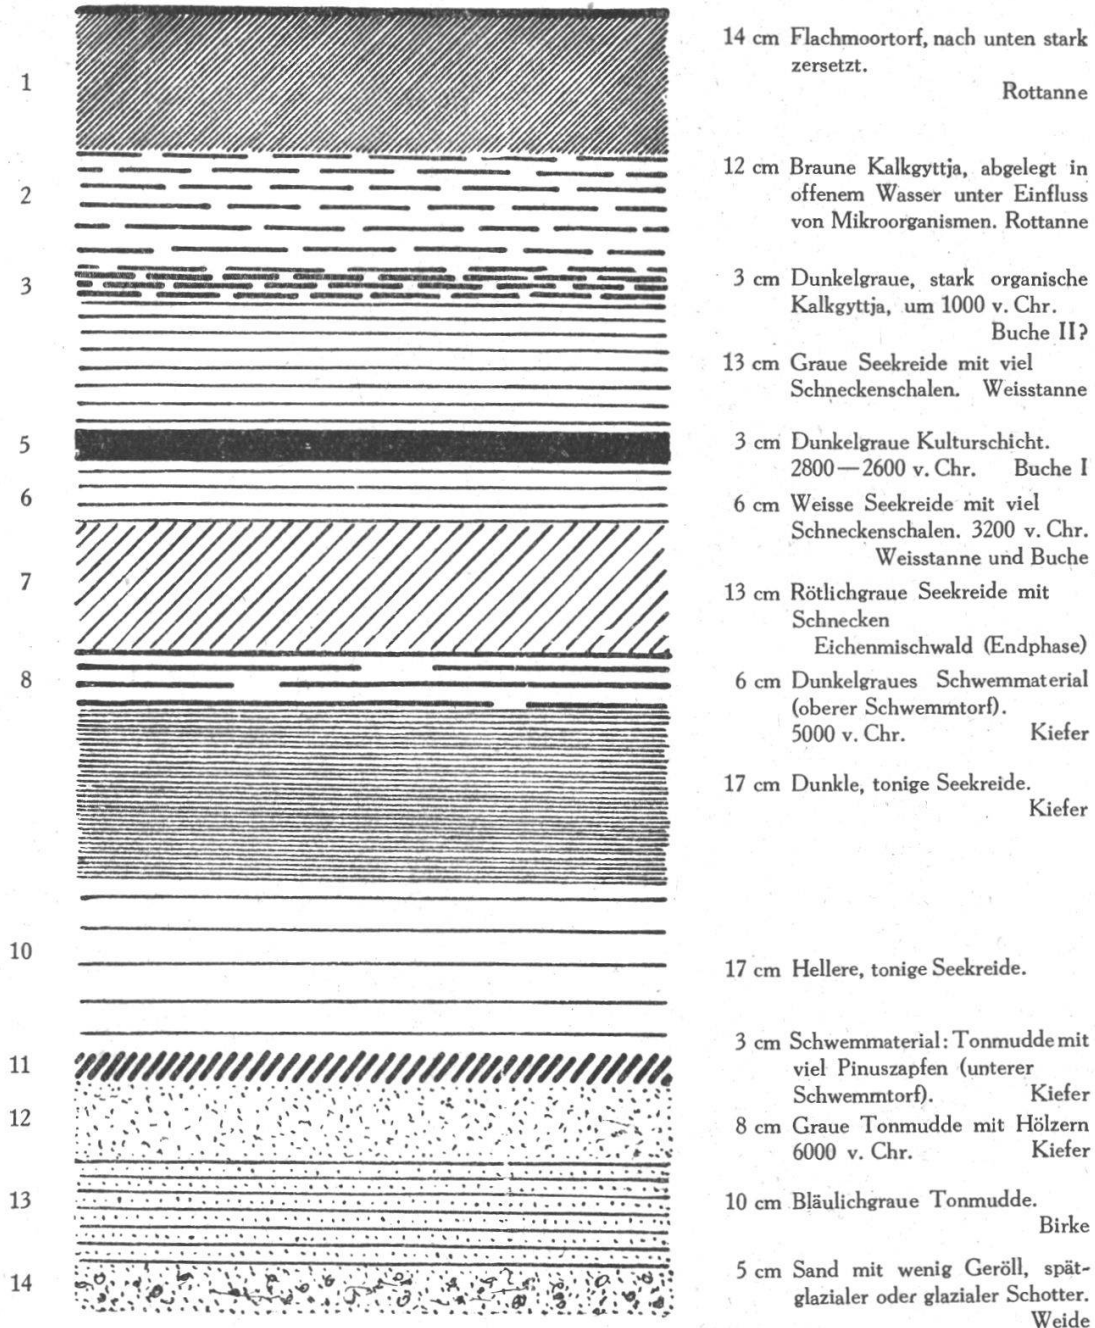 1
14 cm Flachmoortorf, nach unten stark
zersetzt.
Rottanne
2
12 cm Braune Kalkgyttja, abgelegt in
offenem Wasser unter Einfluss
von Mikroorganismen. Rottanne
3
3 cm Dunkelgraue, stark organische
Kalkgyttja, um 1000 v. Chr.
Buche II?
13 cm Graue Seekreide mit viel
Schneckenschalen. Weisstanne
5
3 cm Dunkelgraue Kulturschicht.
2800—2600 v. Chr. Buche I
6
6 cm Weisse Seekreide mit viel
Schneckenschalen. 3200 v. Chr.
Weisstanne und Buche
7
13 cm Rötlichgraue Seekreide mit
Schnecken
Eichenmischwald (Endphase)
8
6 cm Dunkelgraues Schwemmaterial
(oberer Schwemmtorf).
5000 v. Chr. Kiefer
17 cm Dunkle, tonige Seekreide.
Kiefer
10
17 cm Hellere, tonige Seekreide.
11
3 cm Schwemmaterial: Tonmudde mit
viel Pinuszapfen (unterer
Schwemmtorf). Kiefer
12
8 cm Graue Tonmudde mit Hölzern
6000 v. Chr. Kiefer
13
10 cm Bläulichgraue Tonmudde.
Birke
14
5 cm Sand mit wenig Geröll, spät-
glazialer oder glazialer Schotter.
Weide